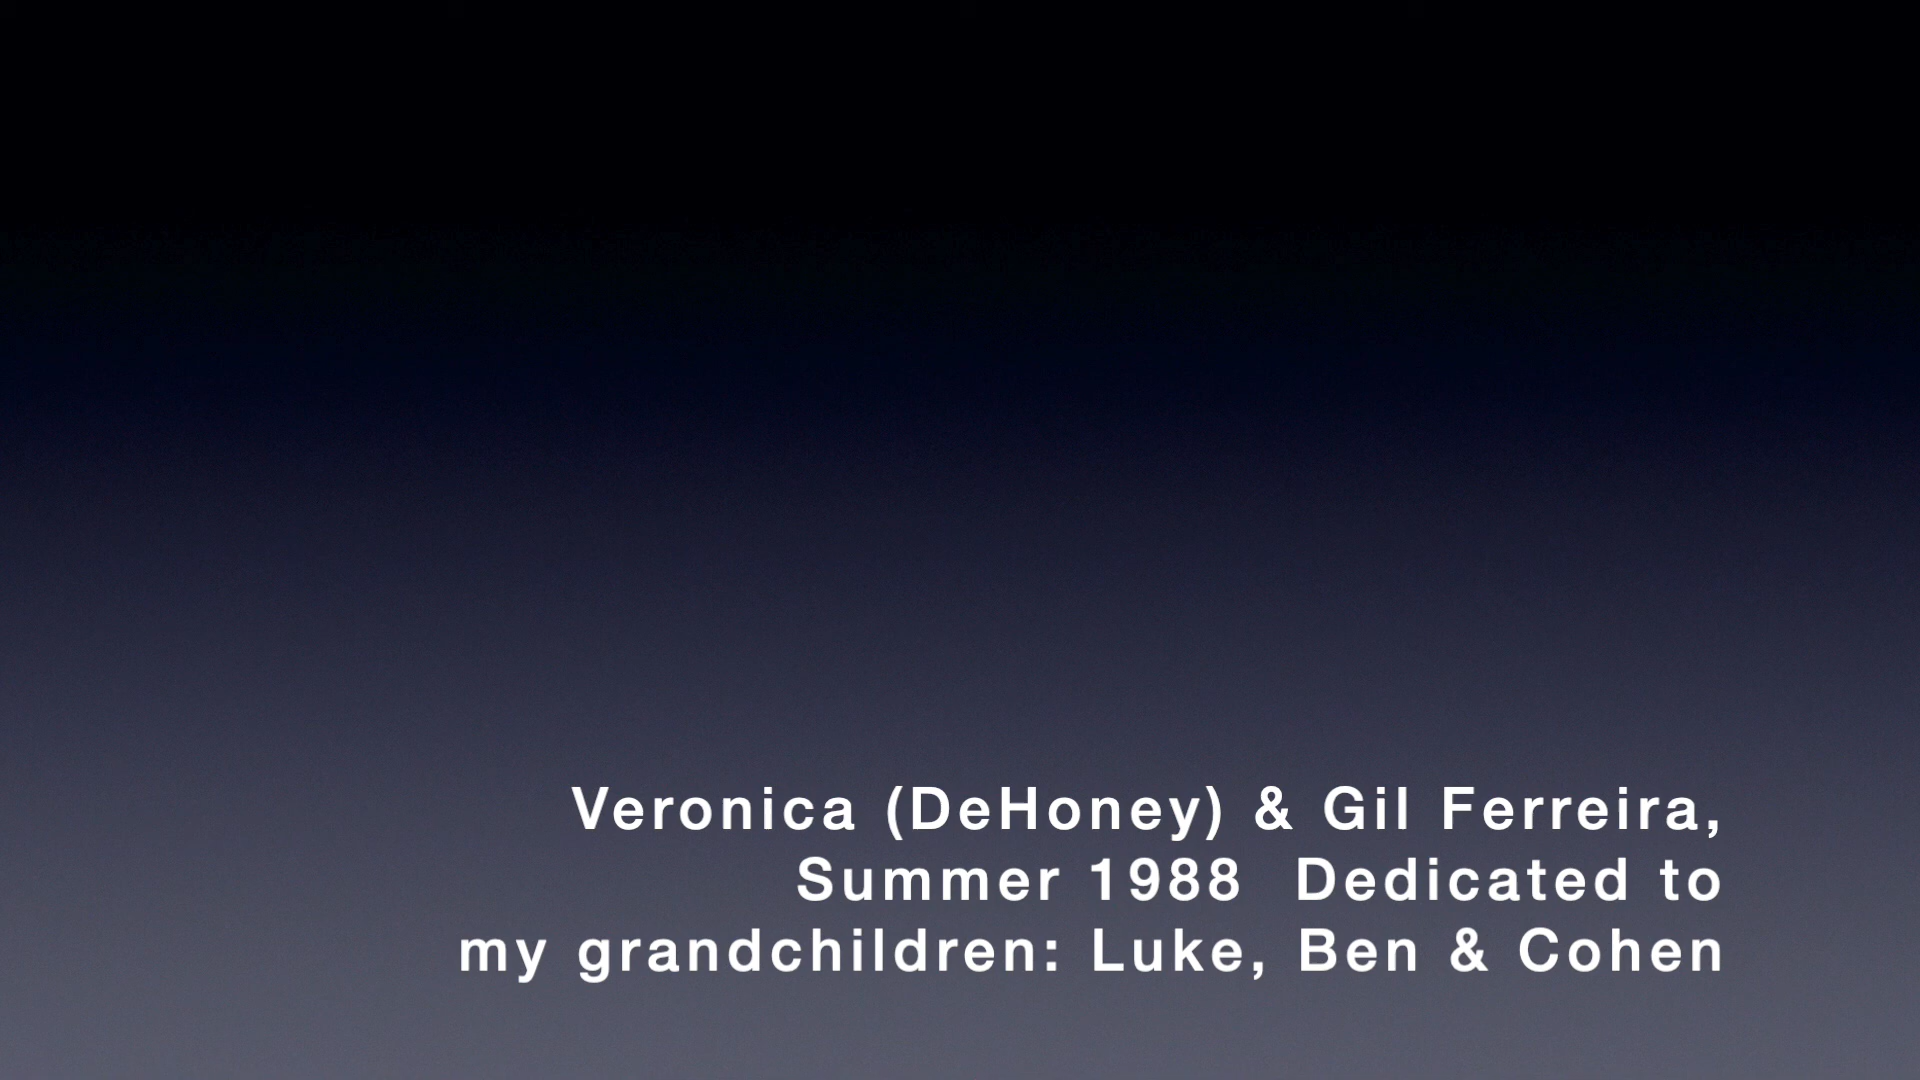 Veronica (DeHoney) & Gil Ferreira,
Summer 1988  Dedicated to
my grandchildren: Luke, Ben & Cohen